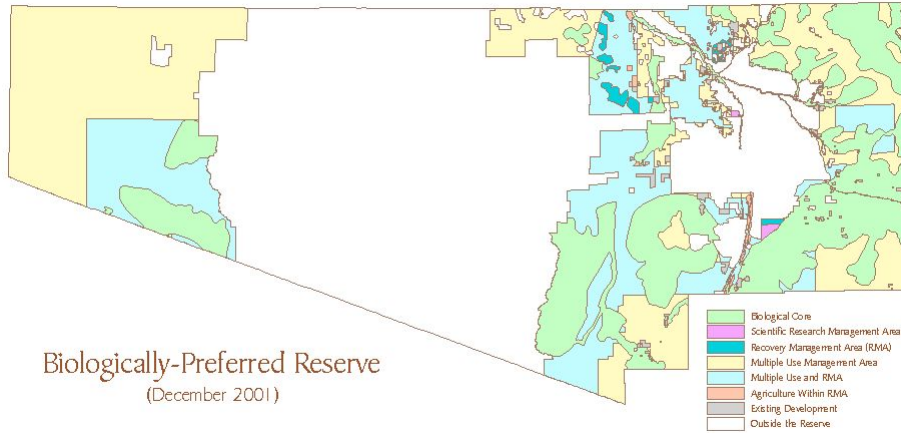 Biologically-Preferred Reserve
(December 2001)
Biological Core
Scientific Research Management Area
Recovery Management Area (RMA)
Multiple Use Management Area
Multiple Use and RMA
Agriculture Within RMA
Existing Development
Outside the Reserve